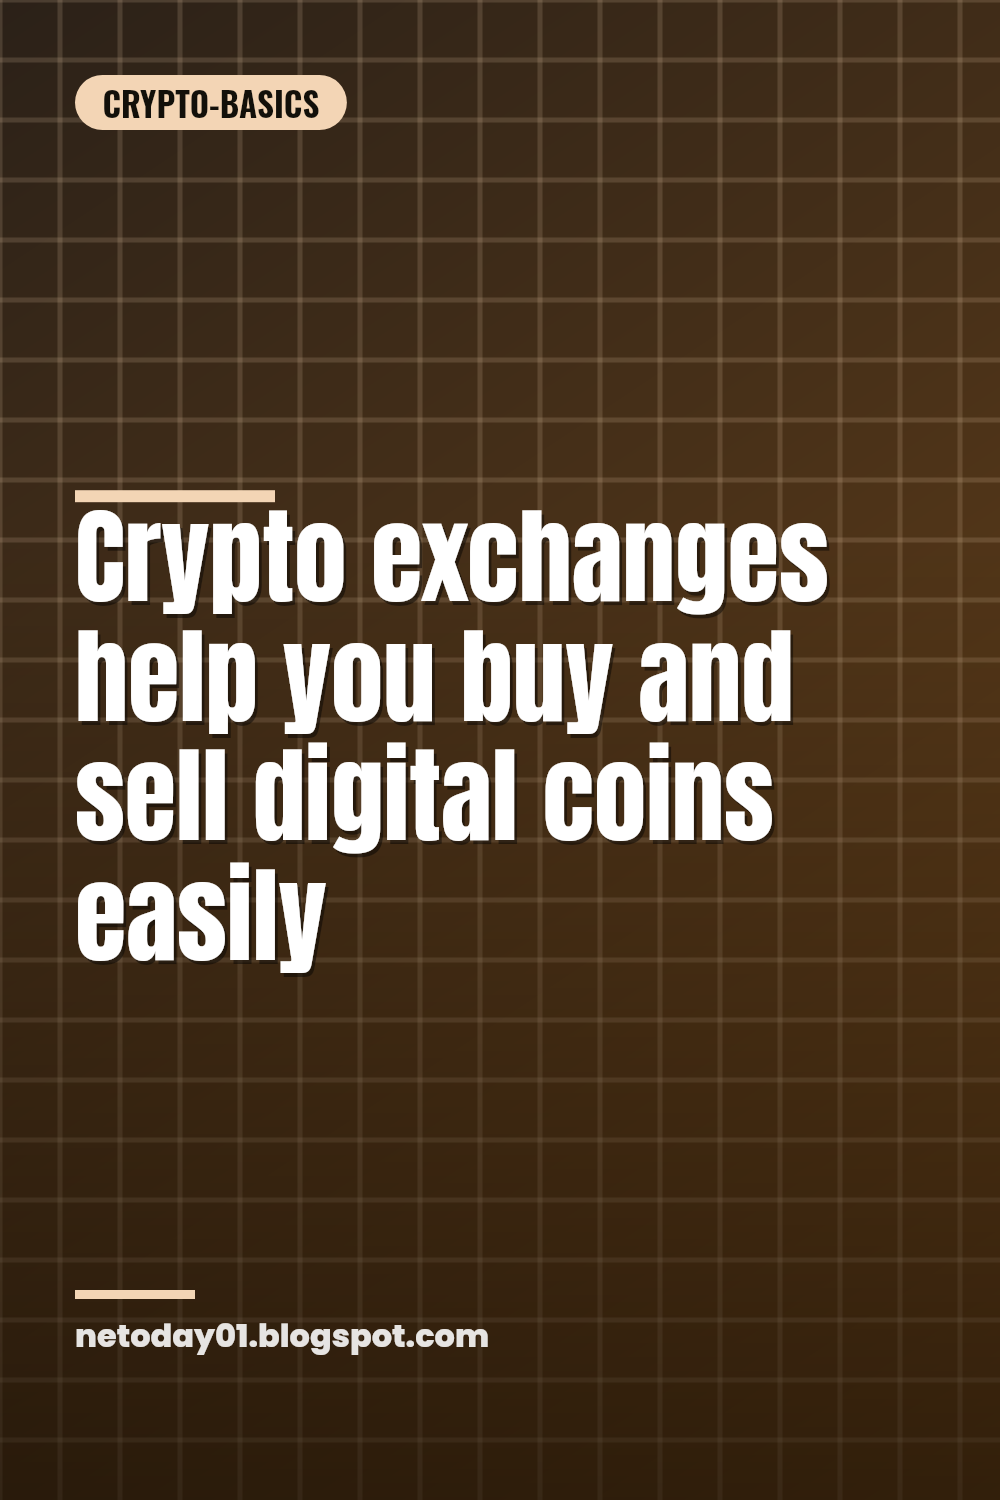 CRYPTO-BASICS
Crypto exchanges
help you buy and
sell digital coins
easily
netoday01.blogspot.com